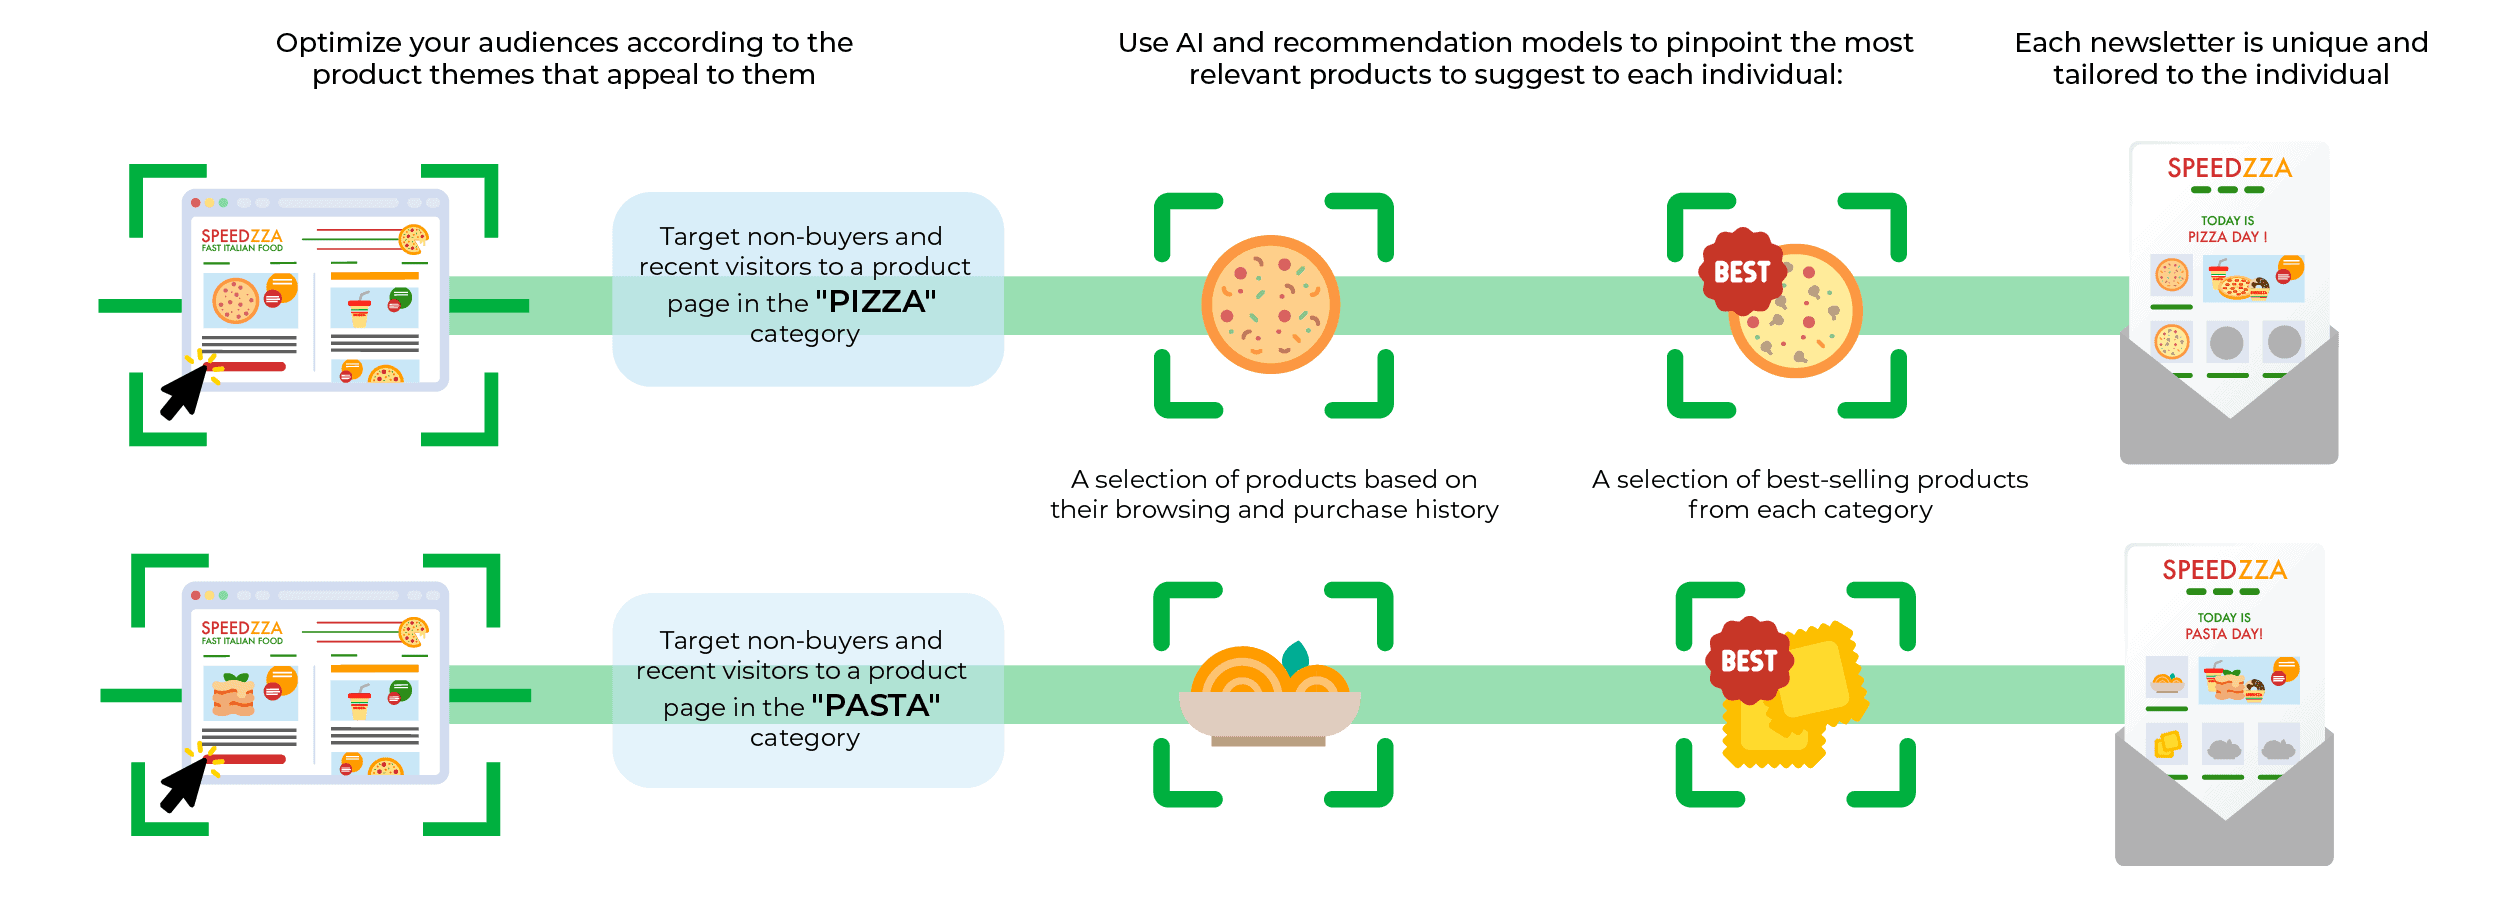 Optimize your audiences according to the
product themes that appeal to them
Use AI and recommendation models to pinpoint the most
relevant products to suggest to each individual:
Each newsletter is unique and
tailored to the individual
SPEEDZZA
FAST ITALIAN FOOD
Target non-buyers and
recent visitors to a product
page in the "PIZZA"
category
BEST
SPEEDZZA
TODAY IS
PIZZA DAY !
A selection of products based on
their browsing and purchase history
A selection of best-selling products
from each category
SPEEDZZA
FAST ITALIAN FOOD
Target non-buyers and
recent visitors to a product
page in the "PASTA"
category
BEST
SPEEDZZA
TODAY IS
PASTA DAY!